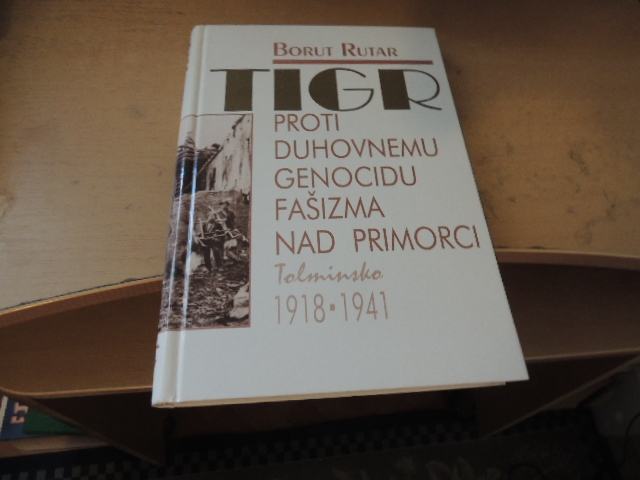 BORUT RUTAR
TIGR
PROTI
DUHOVNEMU
GENOCIDU
FAŠIZMA
NAD PRIMORCI
Tolminsko
1918•1941